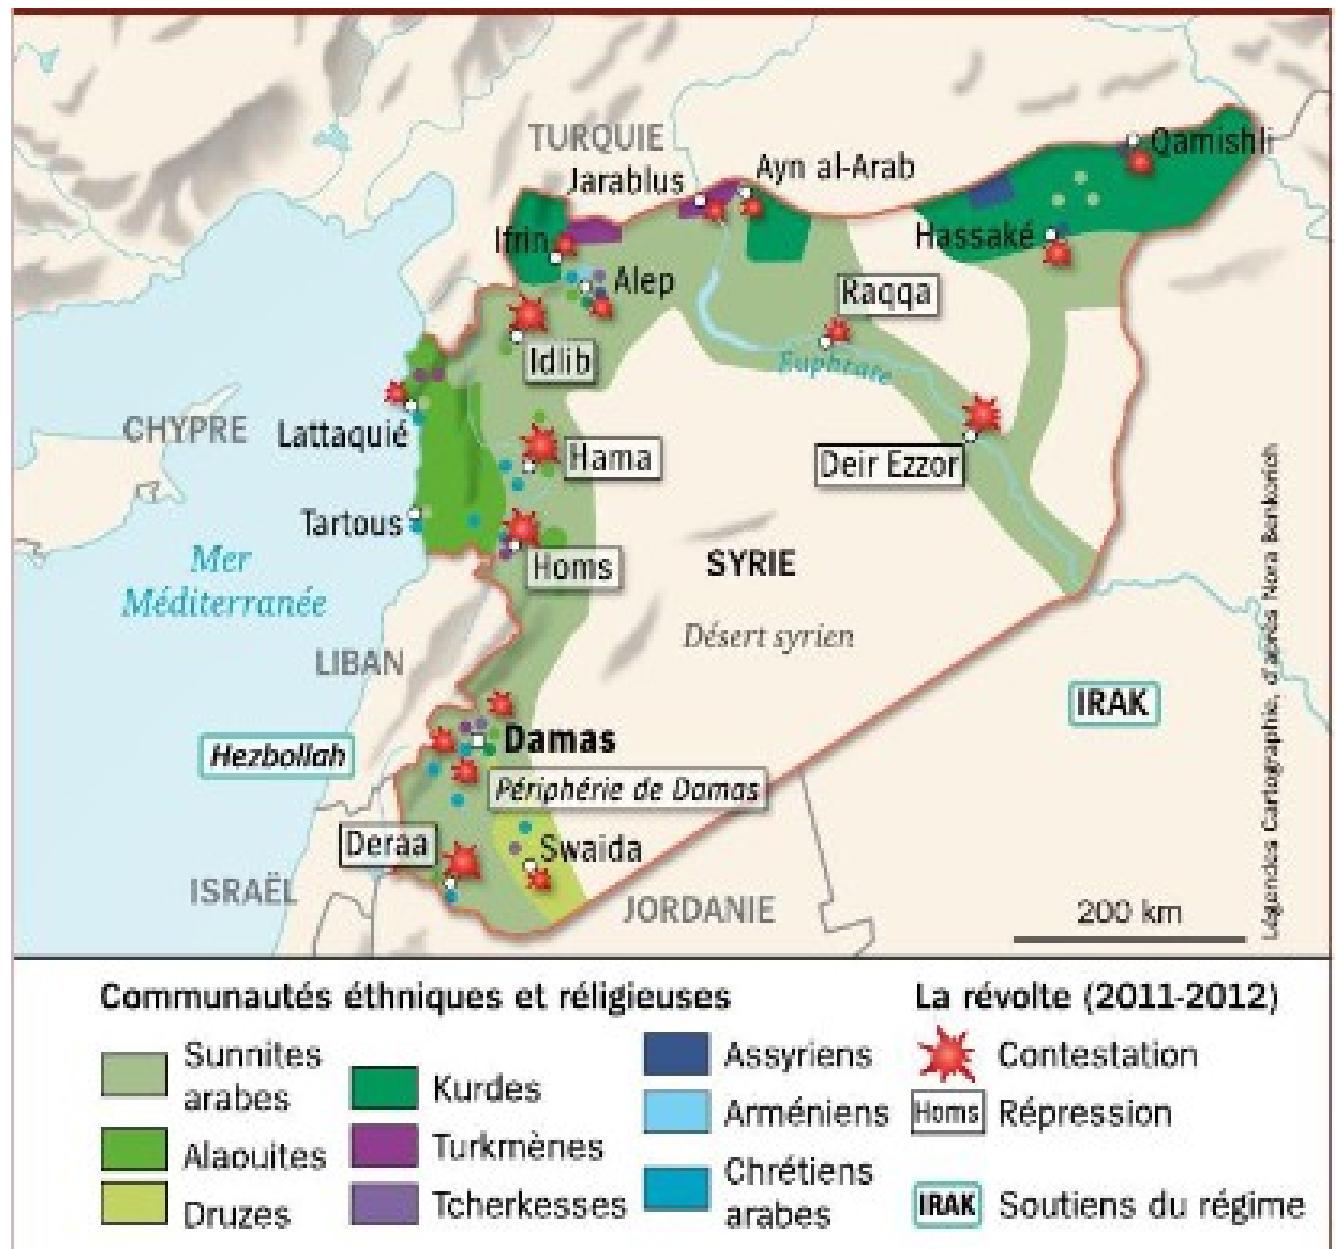 TURQUIE
Jarablus
Ayn al-Arab
Qamishli
Ifrin
Hassaké
Alep
Raqqa
Idlib
Euphrate
CHYPRE
Lattaquié
Hama
Deir Ezzor
Tartous
Mer
Méditerranée
Homs
SYRIE
Désert syrien
LIBAN
IRAK
Hezbollah
Damas
Périphérie de Damas
Deraa
Swaida
ISRAËL
JORDANIE
200 km
Légendes Cartographie, d'après Nora Benkorich
Communautés éthniques et réligieuses
Sunnites
arabes
Alaouites
Druzes
Kurdes
Turkmènes
Tcherkesses
Assyriens
Arméniens
Chrétiens
arabes
La révolte (2011-2012)
Contestation
Homs Répression
IRAK Soutiens du régime